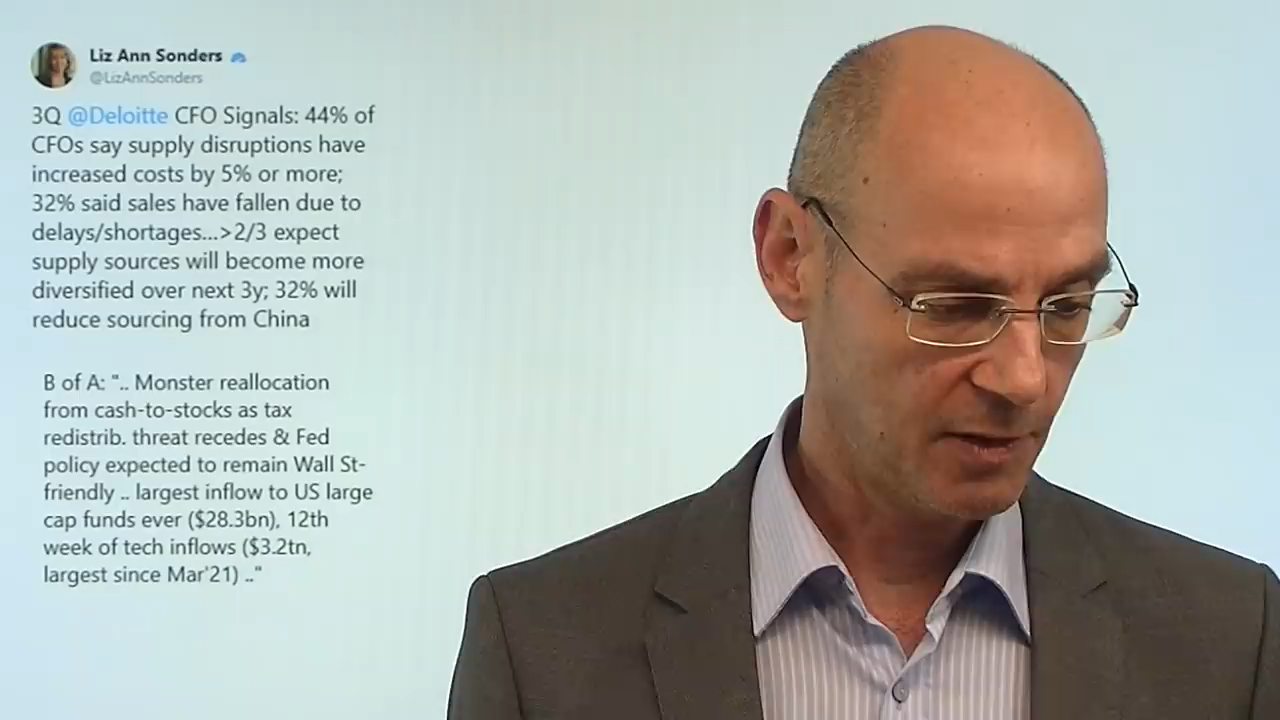 Liz Ann Sonders
@LizAnnSonders
3Q @Deloitte CFO Signals: 44% of
CFOs say supply disruptions have
increased costs by 5% or more;
32% said sales have fallen due to
delays/shortages...>2/3 expect
supply sources will become more
diversified over next 3y; 32% will
reduce sourcing from China
B of A: ".. Monster reallocation
from cash-to-stocks as tax
redistrib. threat recedes & Fed
policy expected to remain Wall St-
friendly .. largest inflow to US large
cap funds ever ($28.3bn), 12th
week of tech inflows ($3.2tn,
largest since Mar'21) .."